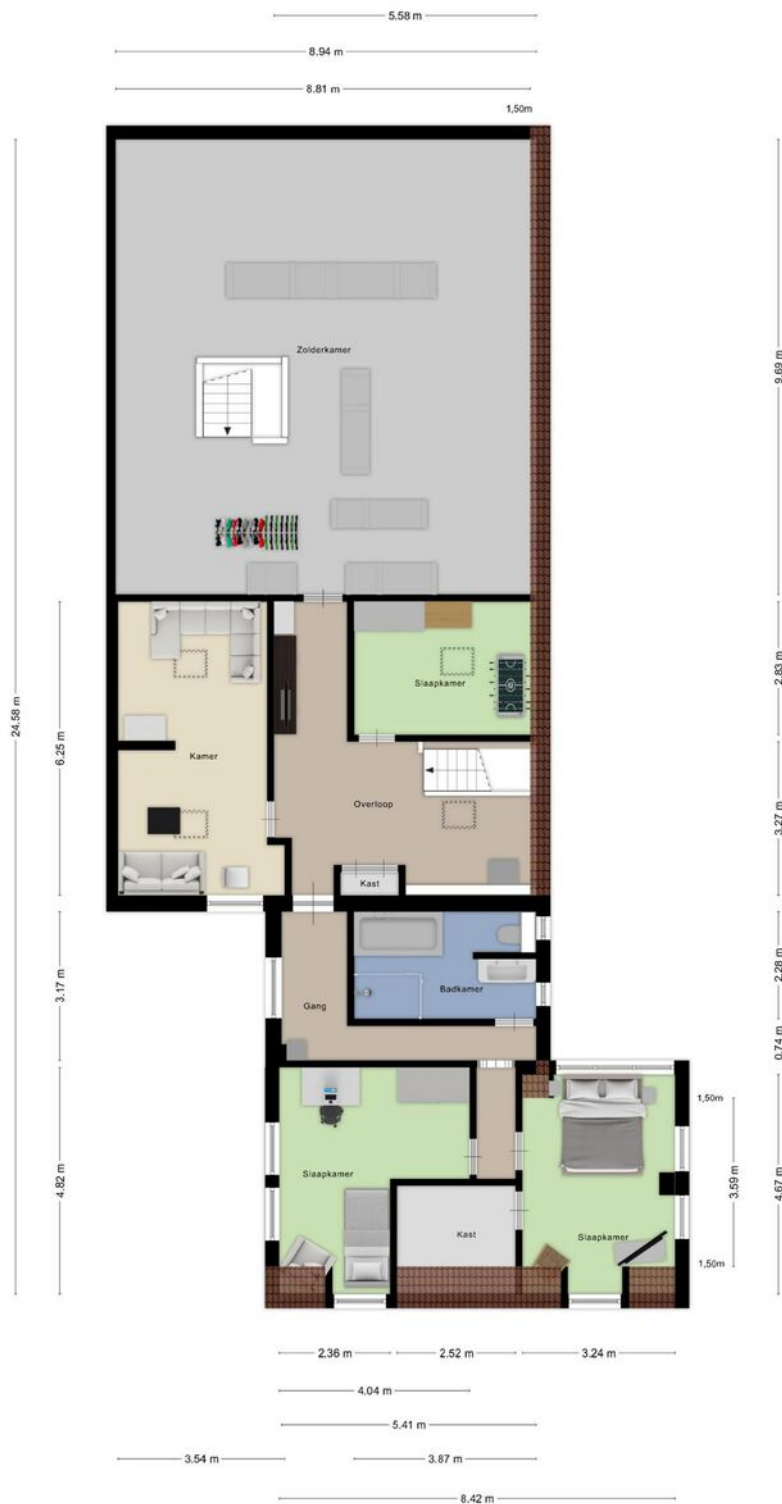 5.58 m
8.94 m
8.81 m
1,50m
Zolderkamer
9.69 m
24.58 m
6.25 m
Slaapkamer
2.83 m
Kamer
Overloop
3.27 m
Kast
3.17 m
Gang
Badkamer
2.28 m
0.74 m
4.82 m
Slaapkamer
Kast
Slaapkamer
1,50m
3.59 m
4.67 m
1,50m
2.36 m
2.52 m
3.24 m
4.04 m
5.41 m
3.54 m
3.87 m
8.42 m